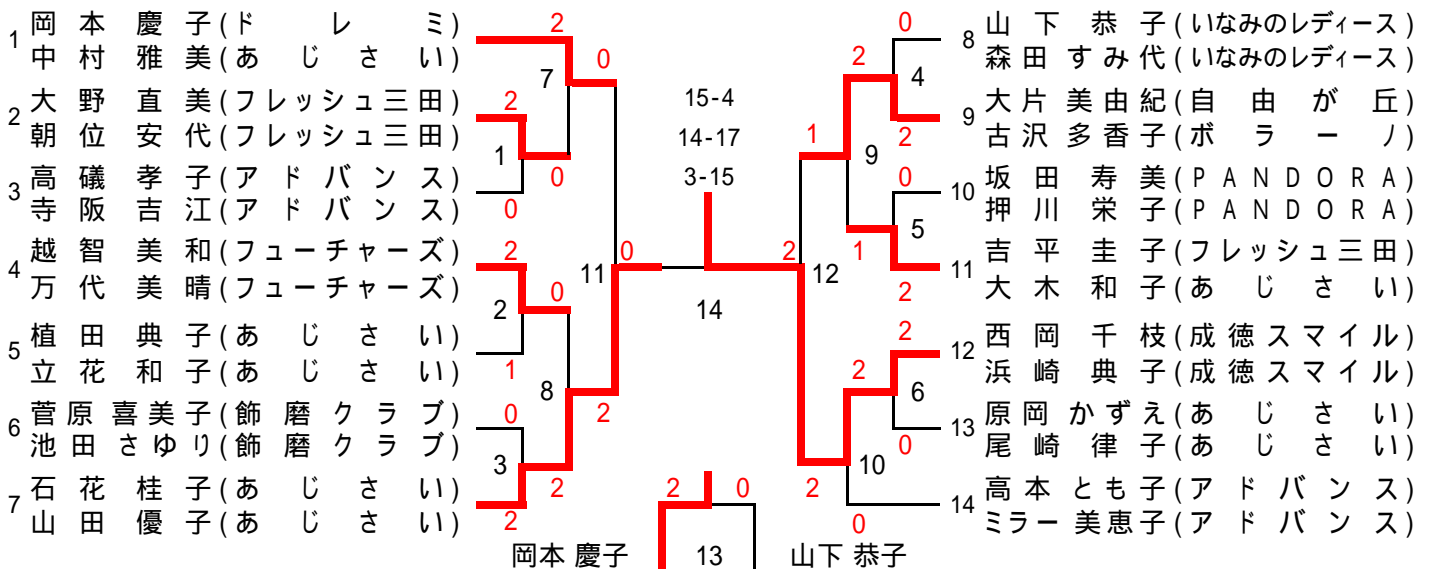 1 岡本慶子(ドレミ) 2
中村雅美(あじさい)
7 0
2 大野直美(フレッシュ三田) 2
朝位安代(フレッシュ三田)
1 0
3 高礒孝子(アドバンス)
寺阪吉江(アドバンス) 0
4 越智美和(フューチャーズ) 2
万代美晴(フューチャーズ)
2 0
11 0
5 植田典子(あじさい)
立花和子(あじさい) 1
8 2
6 菅原喜美子(飾磨クラブ) 0
池田さゆり(飾磨クラブ)
3 2
7 石花桂子(あじさい)
山田優子(あじさい) 2
15-4
14-17
3-15
14
0 8 山下恭子(いなみのレディース)
森田すみ代(いなみのレディース)
2 4
9 大片美由紀(自由が丘)
2 古沢多香子(ボラーノ)
1 9
0 10 坂田寿美(PANDORA)
押川栄子(PANDORA)
1 5
11 吉平圭子(フレッシュ三田)
2 大木和子(あじさい)
2 12
2 12 西岡千枝(成徳スマイル)
浜崎典子(成徳スマイル)
2 6
13 原岡かずえ(あじさい)
0 尾崎律子(あじさい)
2 10
14 高本とも子(アドバンス)
0 ミラー美恵子(アドバンス)
2 0
岡本 慶子 13 山下 恭子